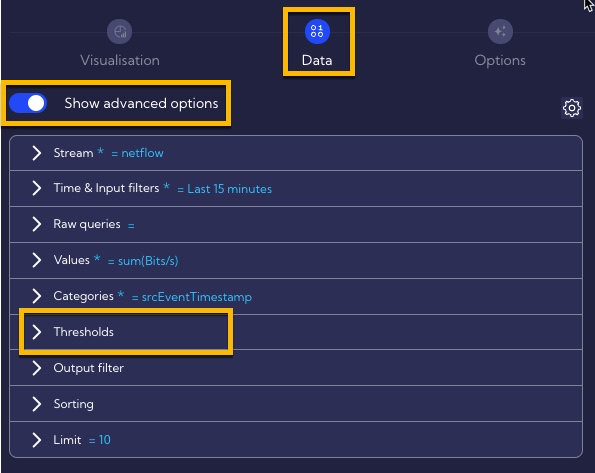 Visualisation
Data
Options
Show advanced options
Stream * = netflow
Time & Input filters * = Last 15 minutes
Raw queries =
Values * = sum(Bits/s)
Categories * = srcEventTimestamp
Thresholds
Output filter
Sorting
Limit = 10